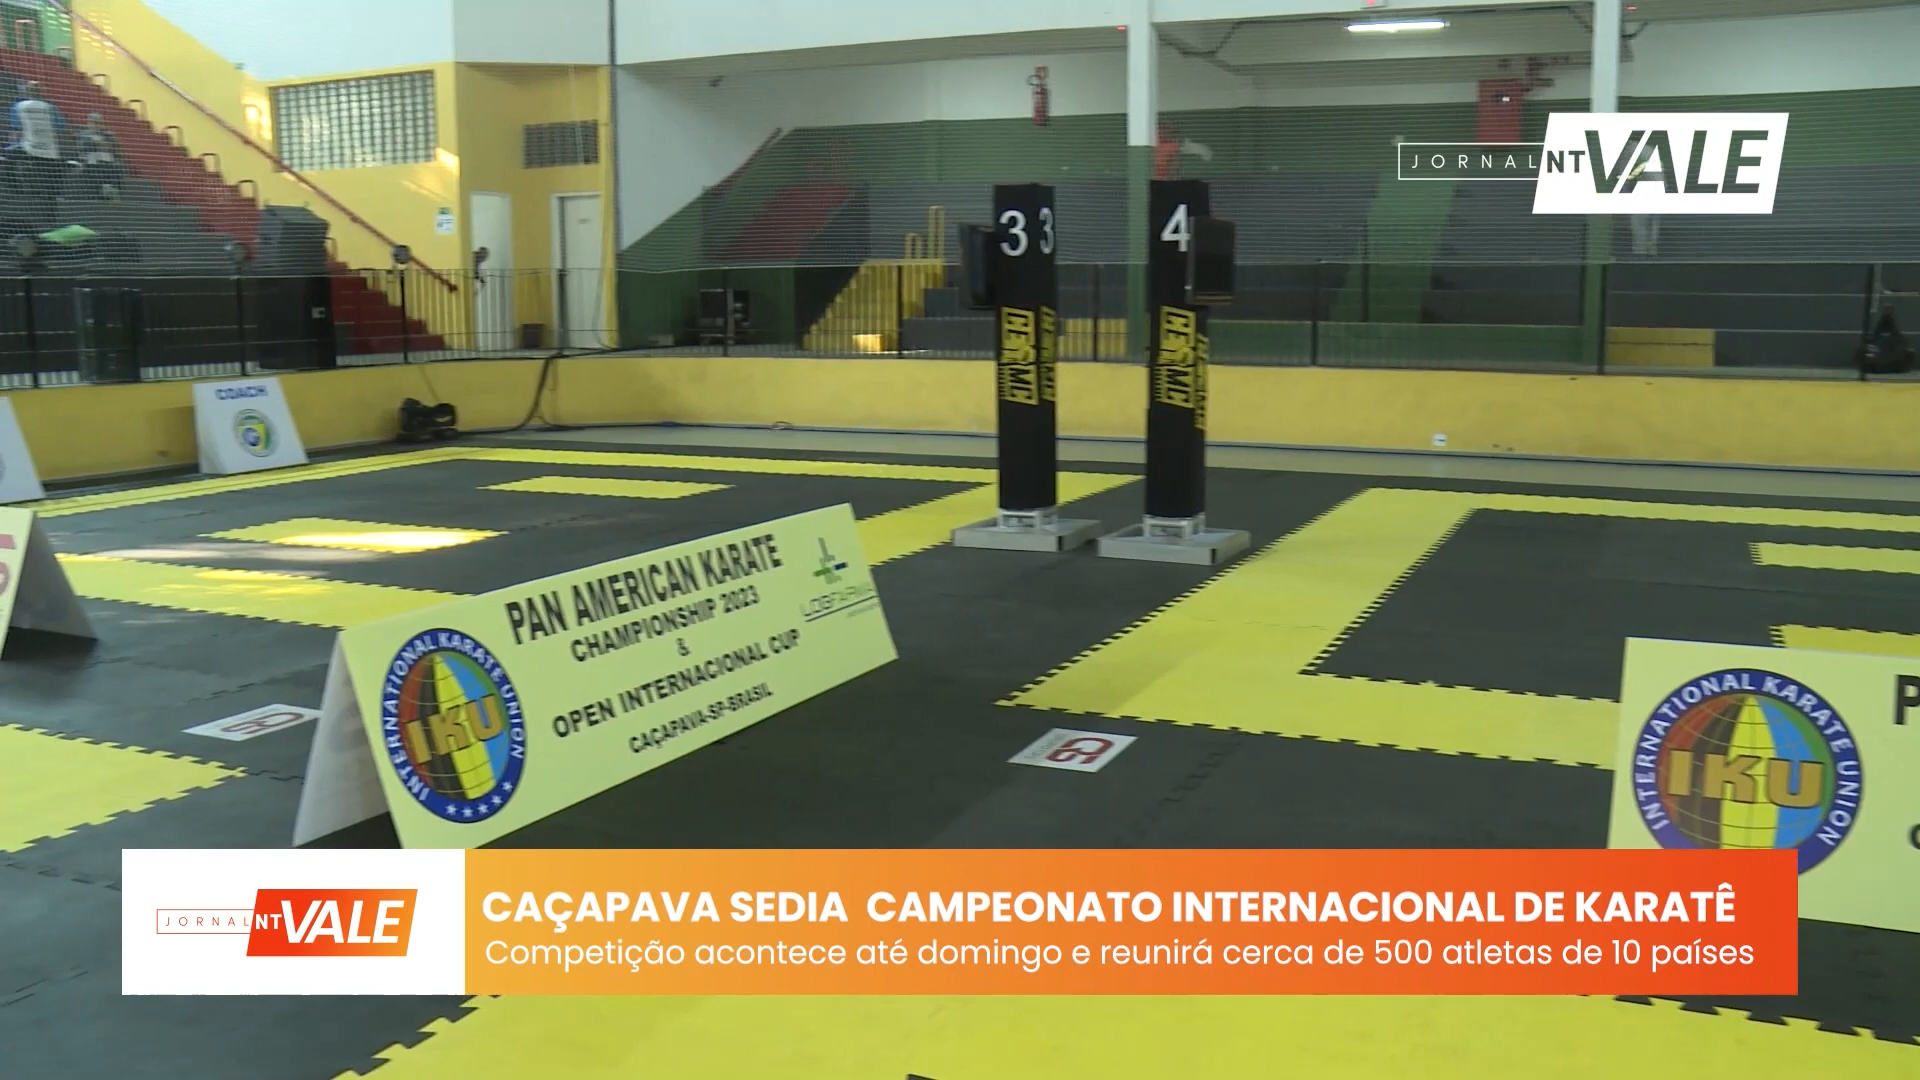 JORNAL NT VALE
3 3
4
COACH
PAN AMERICAN KARATE
CHAMPIONSHIP 2023
&
OPEN INTERNACIONAL CUP
CAÇAPAVA-SP-BRASIL
LOGFARMA
INTERNATIONAL KARATE UNION
IKU
INTERNATIONAL KARATE UNION
IKU
P
JORNAL NT VALE
CAÇAPAVA SEDIA CAMPEONATO INTERNACIONAL DE KARATÊ
Competição acontece até domingo e reunirá cerca de 500 atletas de 10 países